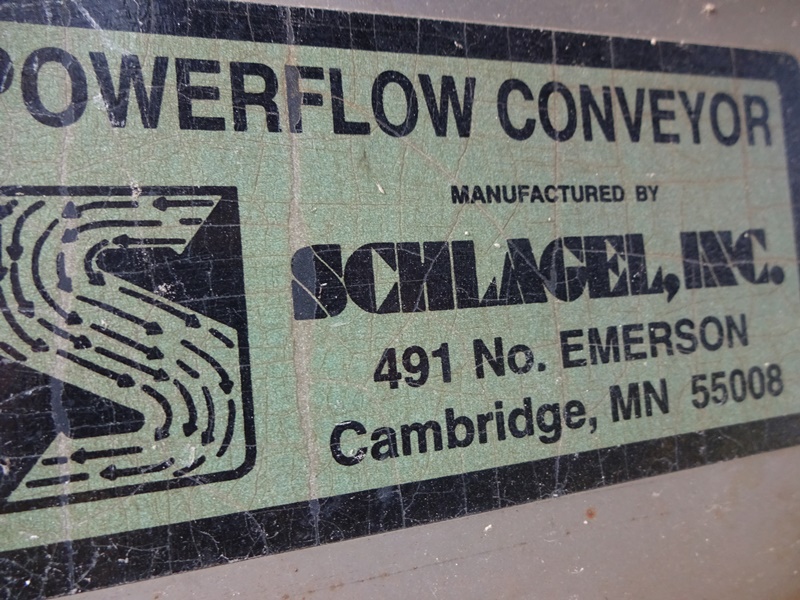 POWERFLOW CONVEYOR
MANUFACTURED BY
SCHLAGEL, INC.
491 No. EMERSON
Cambridge, MN 55008